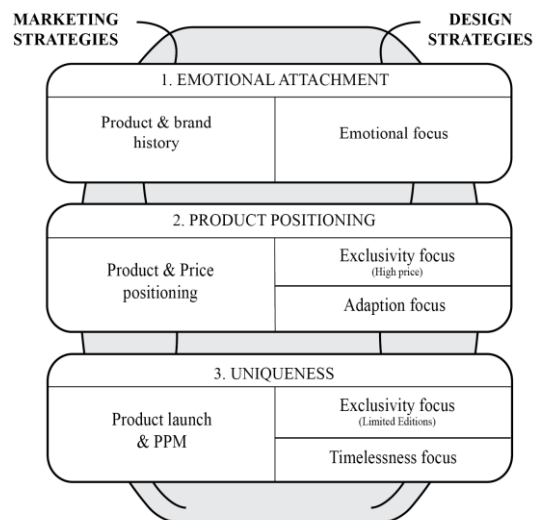 MARKETING
STRATEGIES
DESIGN
STRATEGIES
1. EMOTIONAL ATTACHMENT
Product & brand
history
Emotional focus
2. PRODUCT POSITIONING
Product & Price
positioning
Exclusivity focus
(High price)
Adaption focus
3. UNIQUENESS
Product launch
& PPM
Exclusivity focus
(Limited Editions)
Timelessness focus